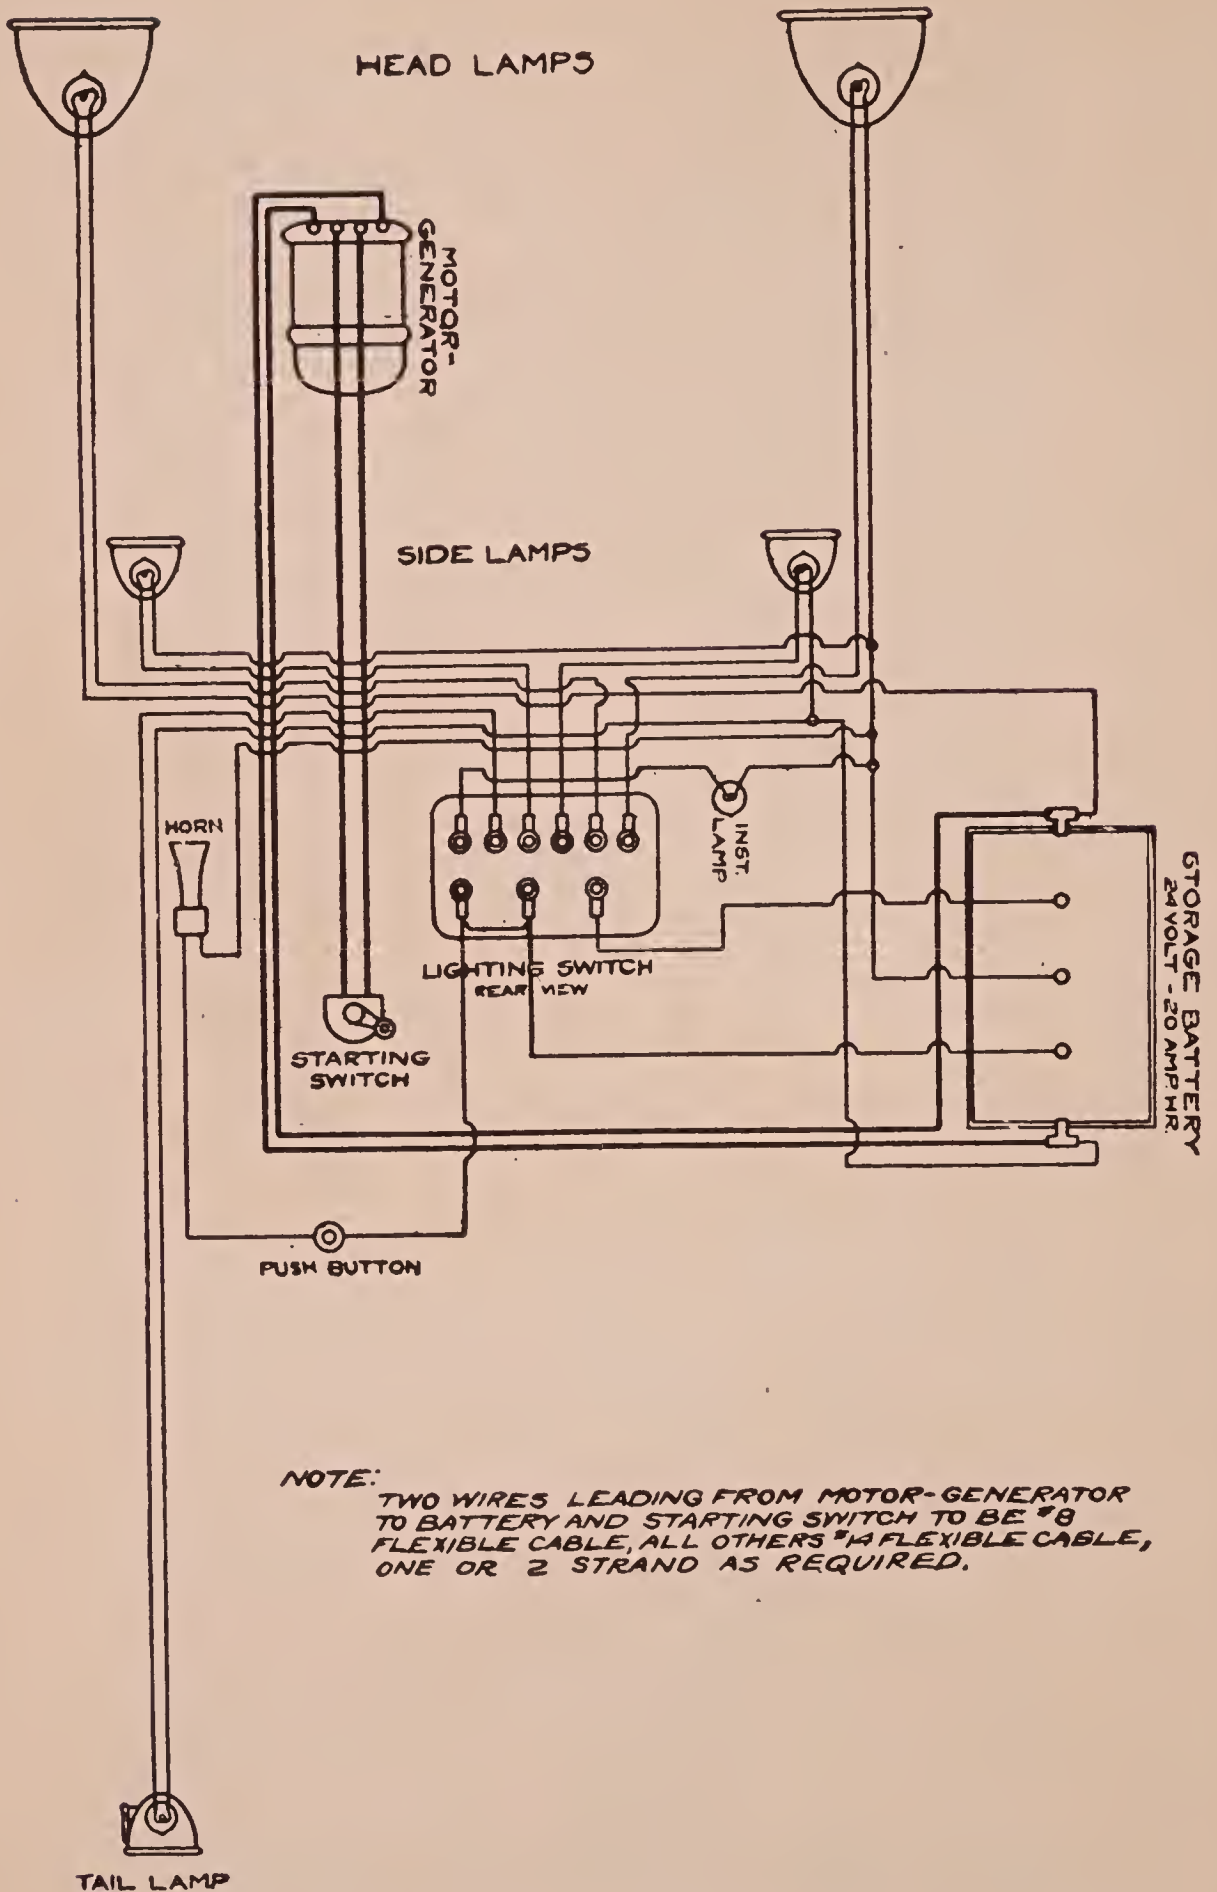 HEAD LAMPS
MOTOR-
GENERATOR
SIDE LAMPS
HORN
INST.
LAMP
STORAGE BATTERY
24 VOLT - 20 AMP. HR.
LIGHTING SWITCH
REAR VIEW
STARTING
SWITCH
PUSH BUTTON
NOTE:
TWO WIRES LEADING FROM MOTOR-GENERATOR
TO BATTERY AND STARTING SWITCH TO BE #8
FLEXIBLE CABLE, ALL OTHERS #14 FLEXIBLE CABLE,
ONE OR 2 STRAND AS REQUIRED.
TAIL LAMP